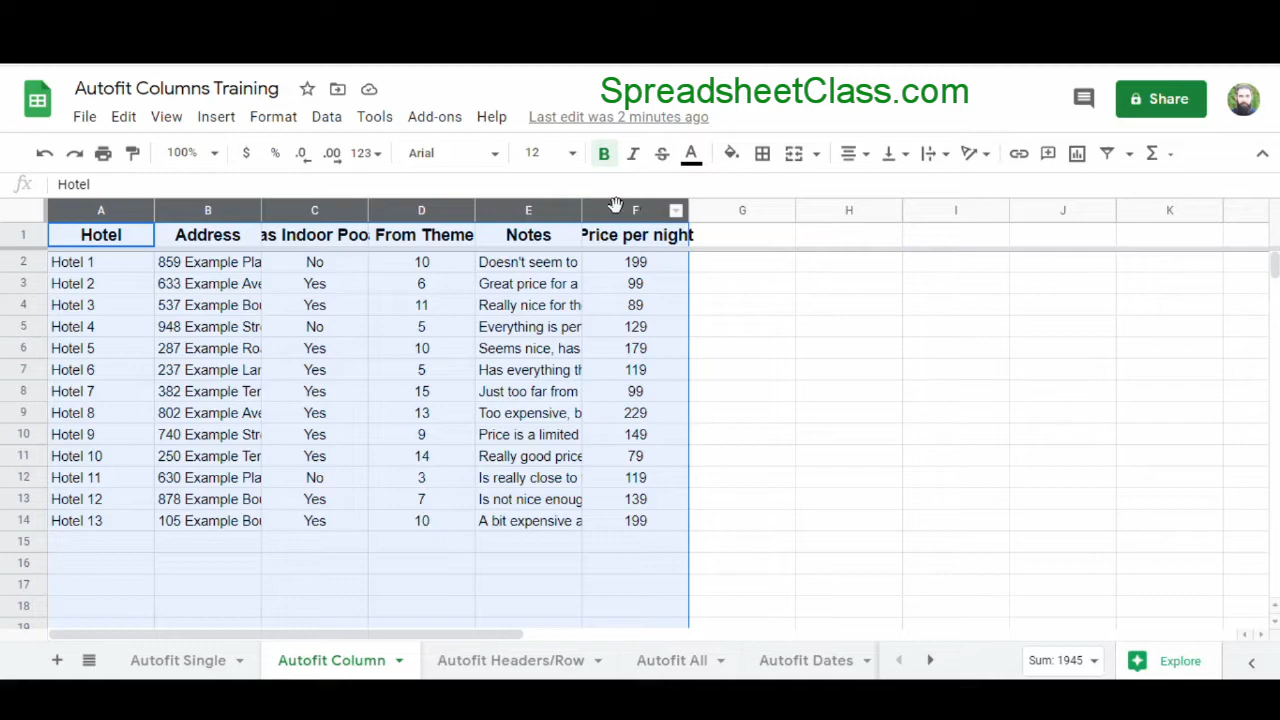 SpreadsheetClass.com
Autofit Columns Training
Share
File Edit View Insert Format Data Tools Add-ons Help Last edit was 2 minutes ago
100% $ % .0 .00 123 Arial 12 B I S A Σ
fx Hotel
A B C D E F G H I J K
1 Hotel Address as Indoor Poo From Theme Notes Price per night
2 Hotel 1 859 Example Pla No 10 Doesn't seem to 199
3 Hotel 2 633 Example Ave Yes 6 Great price for a 99
4 Hotel 3 537 Example Bou Yes 11 Really nice for the 89
5 Hotel 4 948 Example Stre No 5 Everything is per 129
6 Hotel 5 287 Example Roa Yes 10 Seems nice, has 179
7 Hotel 6 237 Example Lan Yes 5 Has everything th 119
8 Hotel 7 382 Example Ter Yes 15 Just too far from 99
9 Hotel 8 802 Example Ave Yes 13 Too expensive, b 229
10 Hotel 9 740 Example Stre Yes 9 Price is a limited 149
11 Hotel 10 250 Example Ter Yes 14 Really good price 79
12 Hotel 11 630 Example Pla No 3 Is really close to 119
13 Hotel 12 878 Example Bou Yes 7 Is not nice enoug 139
14 Hotel 13 105 Example Bou Yes 10 A bit expensive a 199
15
16
17
18
19
Autofit Single Autofit Column Autofit Headers/Row Autofit All Autofit Dates Sum: 1945 Explore